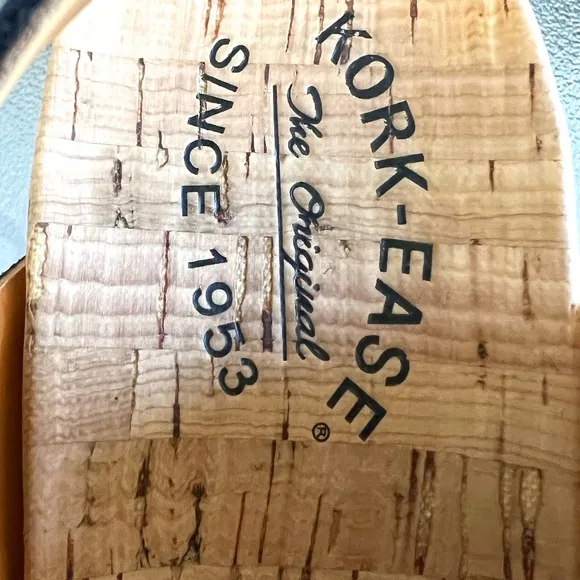 KORK-EASE®
The Original
SINCE 1953